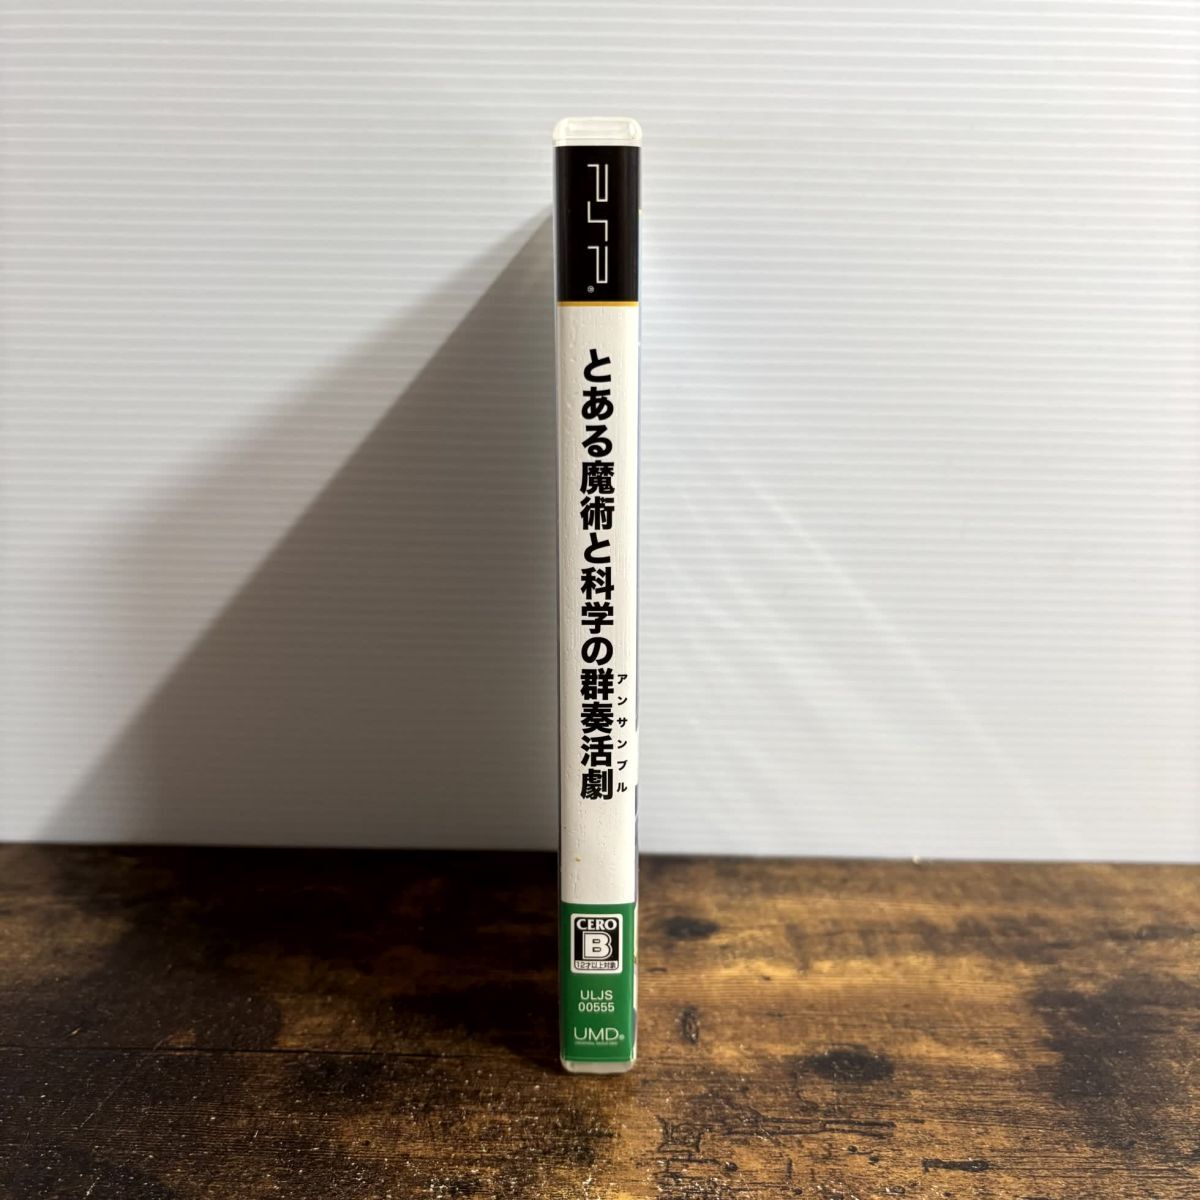 PSP®
とある魔術と科学の群奏活劇
アンサンブル
CERO
B
12才以上対象
ULJS
00555
UMD®